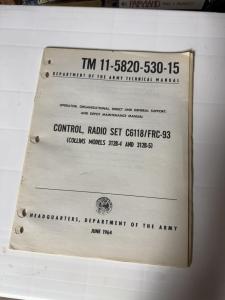 TM 11-5820-530-15
DEPARTMENT OF THE ARMY TECHNICAL MANUAL
OPERATOR, ORGANIZATIONAL, DIRECT AND GENERAL SUPPORT,
AND DEPOT MAINTENANCE MANUAL
CONTROL, RADIO SET C6118/FRC-93
(COLLINS MODELS 312B-4 AND 312B-5)
HEADQUARTERS, DEPARTMENT OF THE ARMY
JUNE 1964